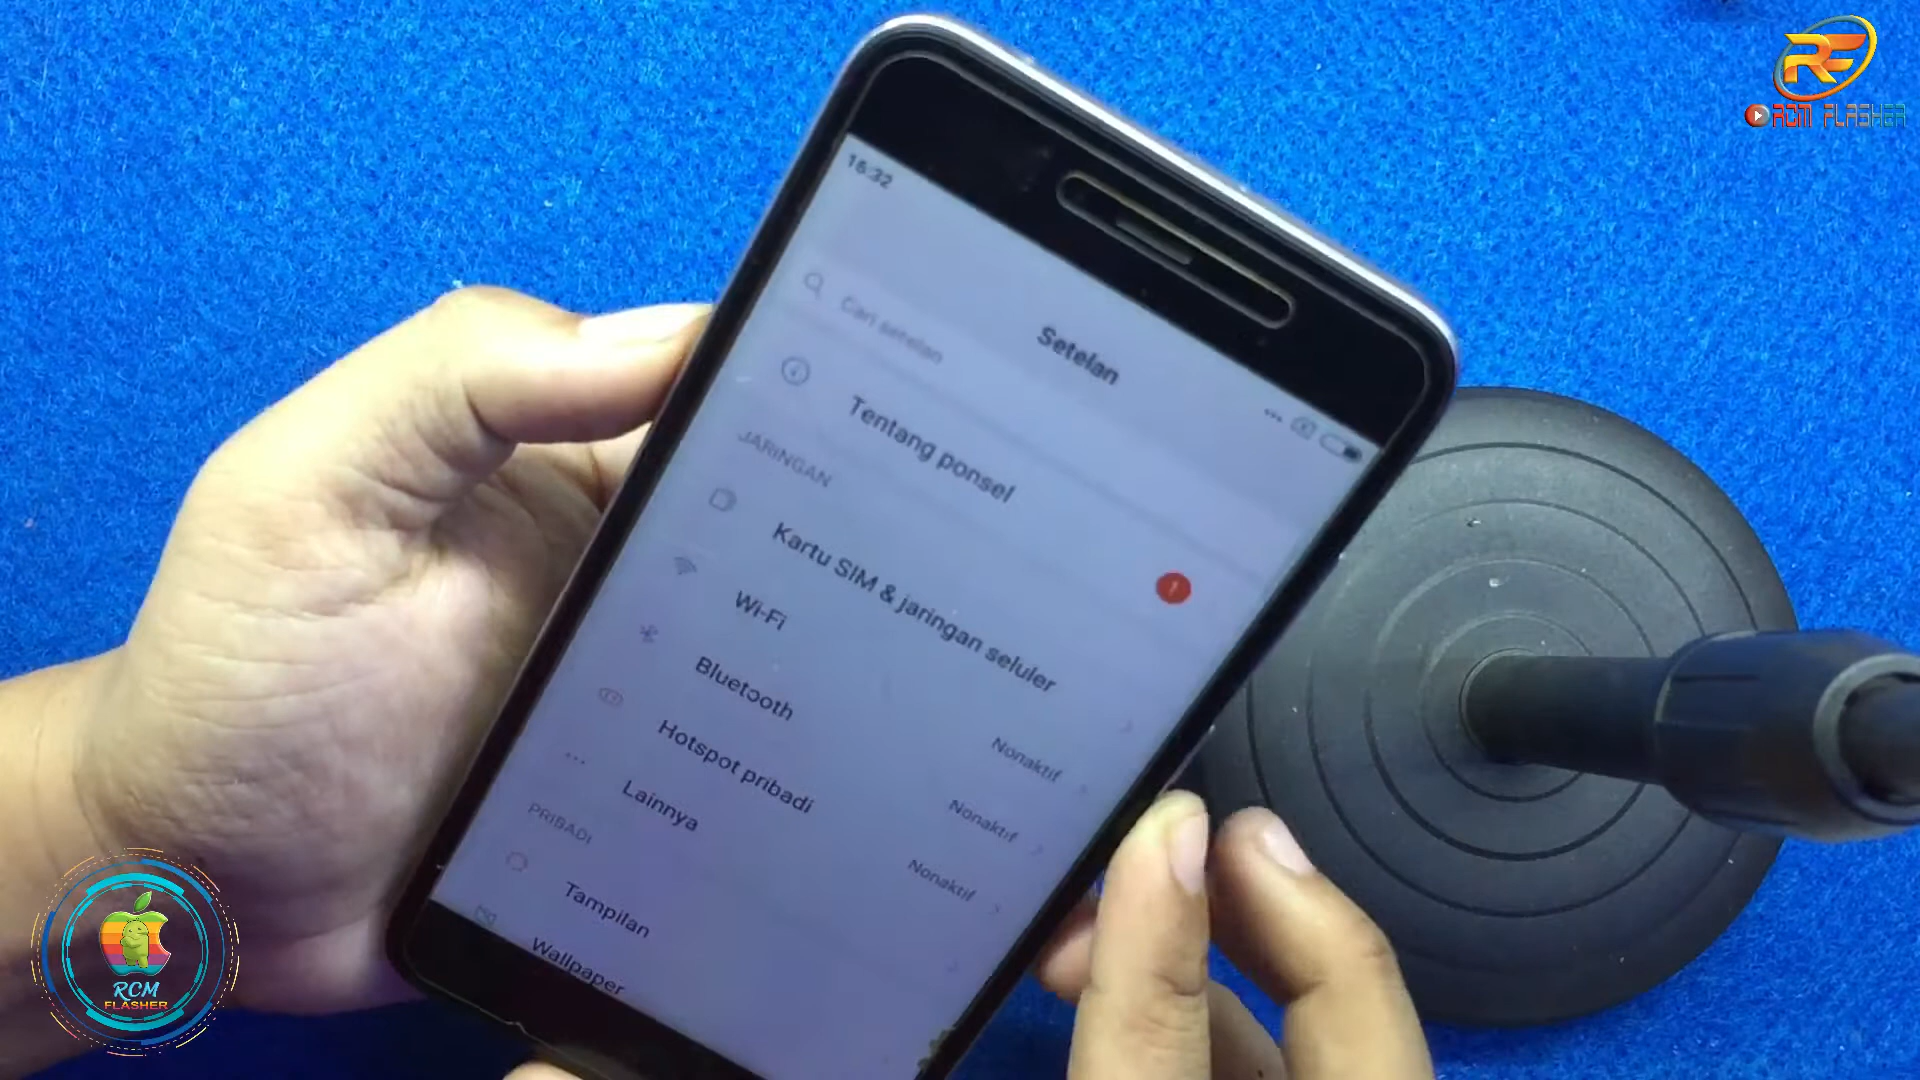 RCM FLASHER
16:32
Setelan
Cari setelan
Tentang ponsel
JARINGAN
Kartu SIM & jaringan seluler
Wi-Fi
Nonaktif
Bluetooth
Nonaktif
Hotspot pribadi
Nonaktif
Lainnya
PRIBADI
Tampilan
Wallpaper
RCM
FLASHER